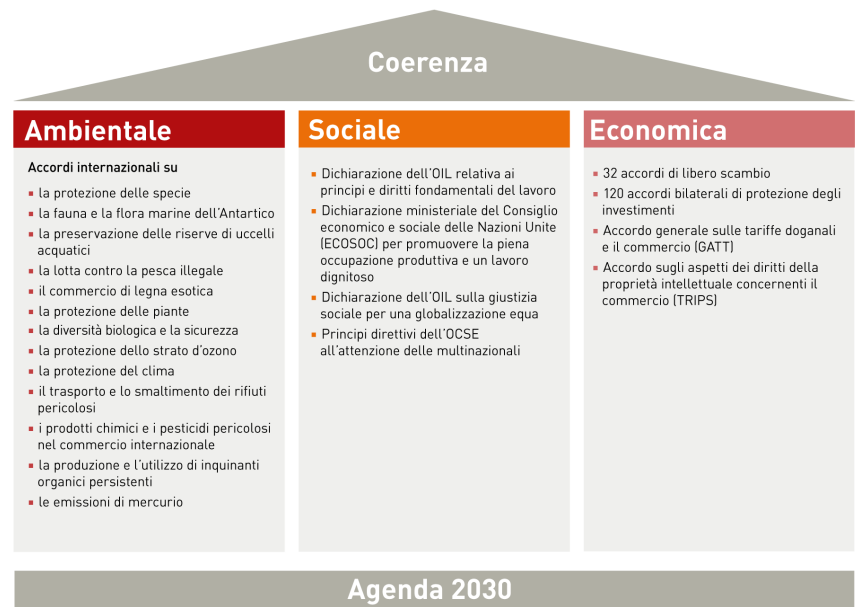 Coerenza
Ambientale
Accordi internazionali su
▪ la protezione delle specie
▪ la fauna e la flora marine dell'Antartico
▪ la preservazione delle riserve di uccelli
acquatici
▪ la lotta contro la pesca illegale
▪ il commercio di legna esotica
▪ la protezione delle piante
▪ la diversità biologica e la sicurezza
▪ la protezione dello strato d'ozono
▪ la protezione del clima
▪ il trasporto e lo smaltimento dei rifiuti
pericolosi
▪ i prodotti chimici e i pesticidi pericolosi
nel commercio internazionale
▪ la produzione e l'utilizzo di inquinanti
organici persistenti
▪ le emissioni di mercurio
Sociale
▪ Dichiarazione dell'OIL relativa ai
principi e diritti fondamentali del lavoro
▪ Dichiarazione ministeriale del Consiglio
economico e sociale delle Nazioni Unite
(ECOSOC) per promuovere la piena
occupazione produttiva e un lavoro
dignitoso
▪ Dichiarazione dell'OIL sulla giustizia
sociale per una globalizzazione equa
▪ Principi direttivi dell'OCSE
all'attenzione delle multinazionali
Economica
▪ 32 accordi di libero scambio
▪ 120 accordi bilaterali di protezione degli
investimenti
▪ Accordo generale sulle tariffe doganali
e il commercio (GATT)
▪ Accordo sugli aspetti dei diritti della
proprietà intellettuale concernenti il
commercio (TRIPS)
Agenda 2030